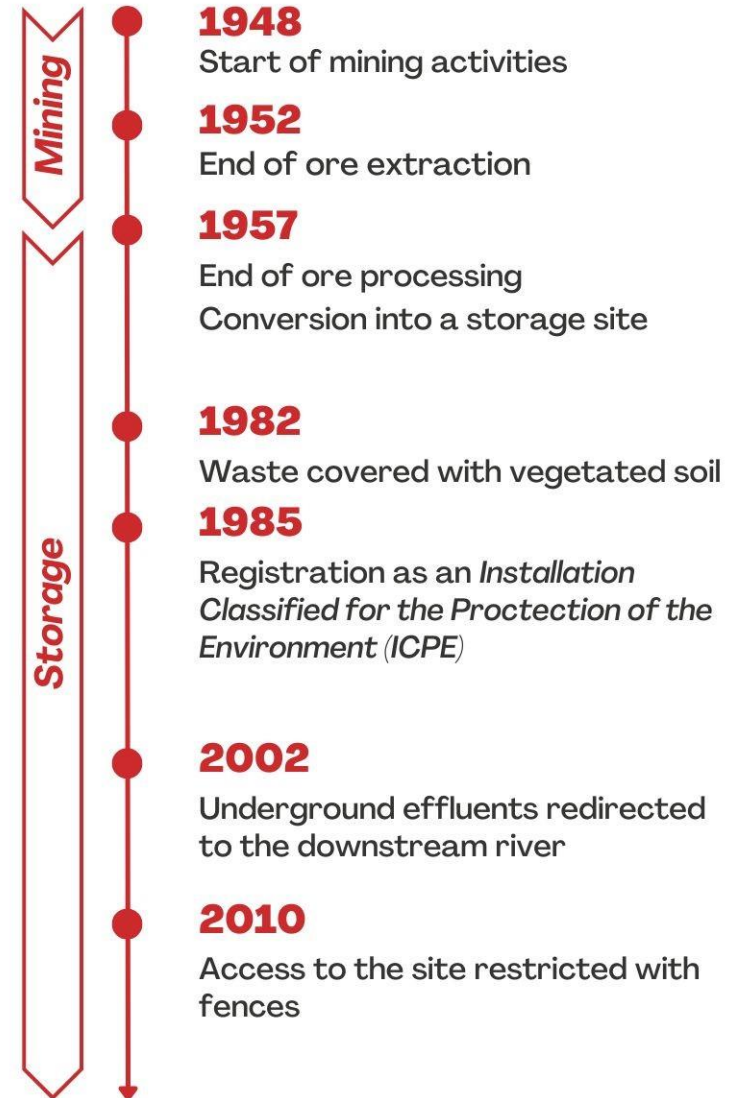 Mining
1948
Start of mining activities
1952
End of ore extraction
1957
End of ore processing
Conversion into a storage site
Storage
1982
Waste covered with vegetated soil
1985
Registration as an Installation
Classified for the Proctection of the
Environment (ICPE)
2002
Underground effluents redirected
to the downstream river
2010
Access to the site restricted with
fences